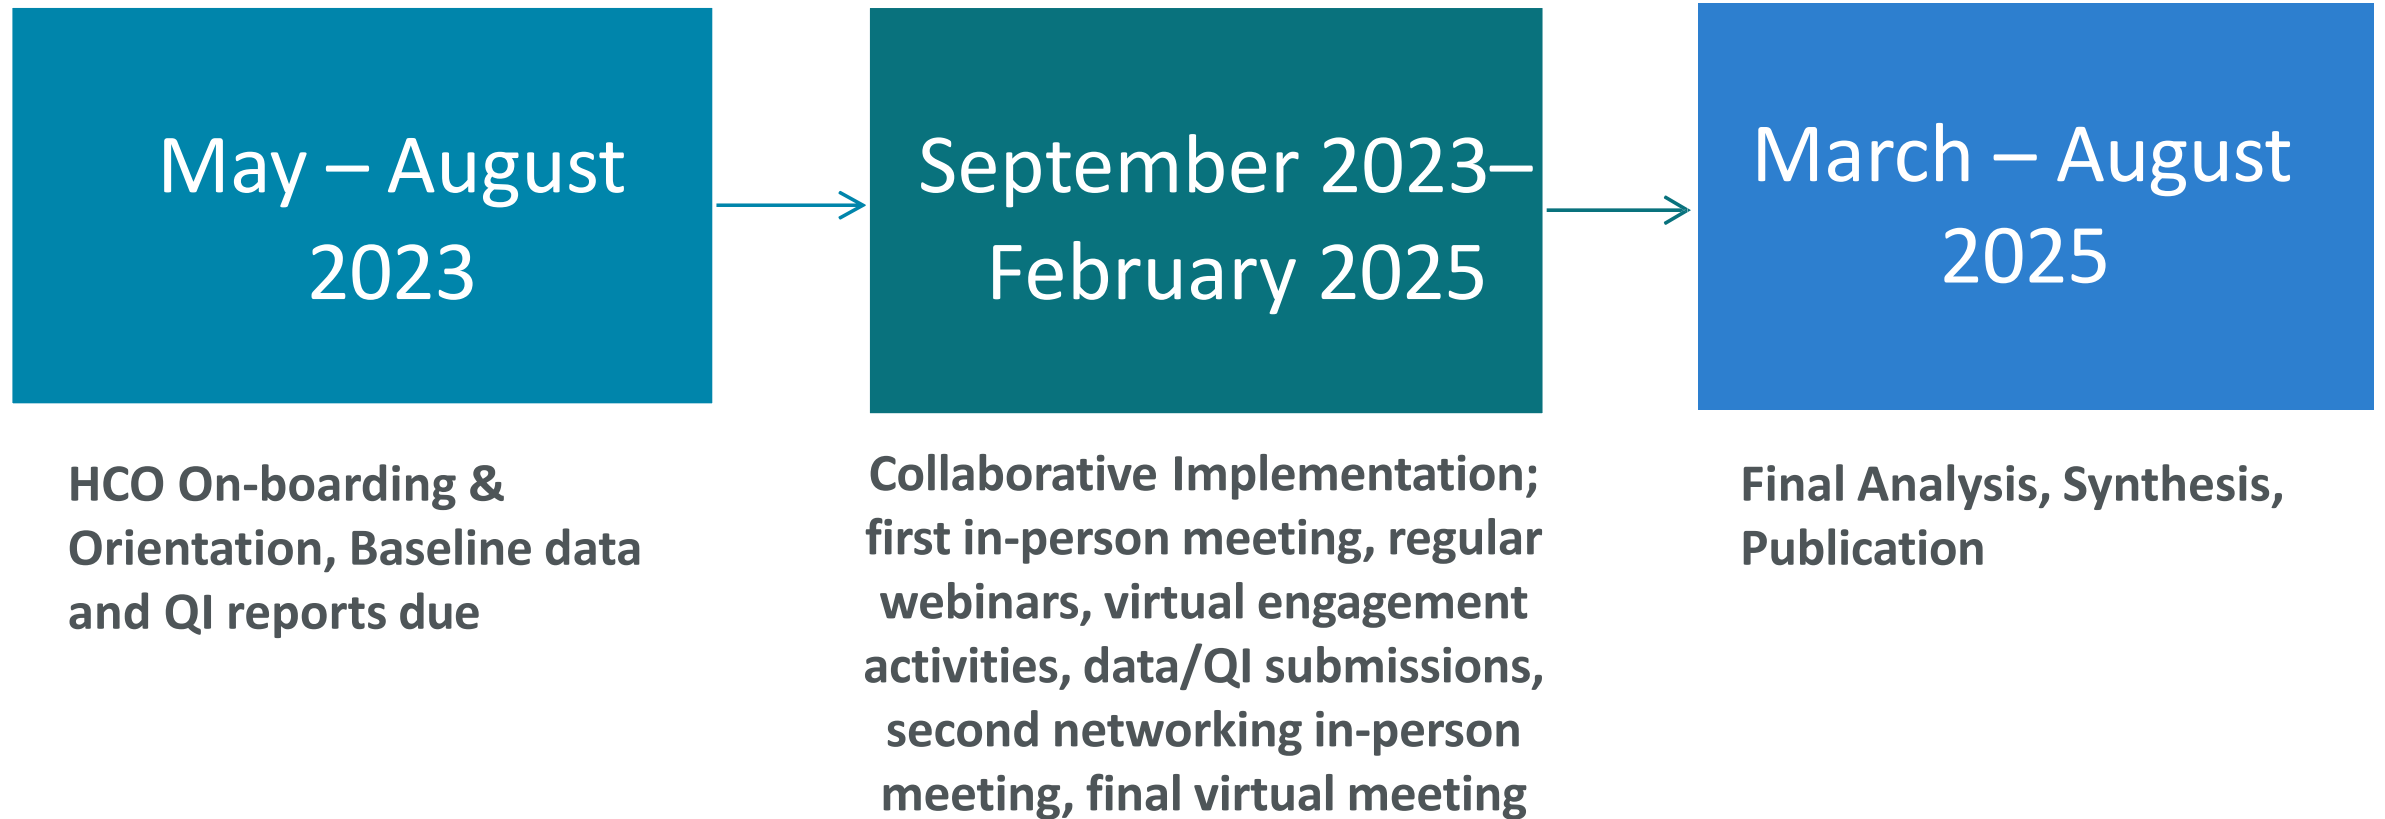 May – August
2023
September 2023–
February 2025
March – August
2025
HCO On-boarding &
Orientation, Baseline data
and QI reports due
Collaborative Implementation;
first in-person meeting, regular
webinars, virtual engagement
activities, data/QI submissions,
second networking in-person
meeting, final virtual meeting
Final Analysis, Synthesis,
Publication